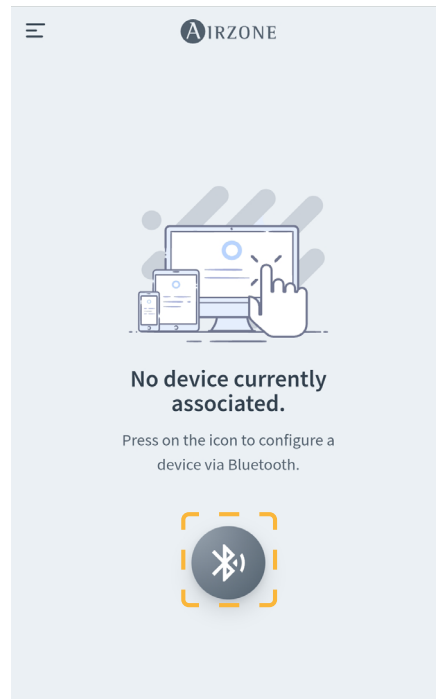 AIRZONE
No device currently
associated.
Press on the icon to configure a
device via Bluetooth.